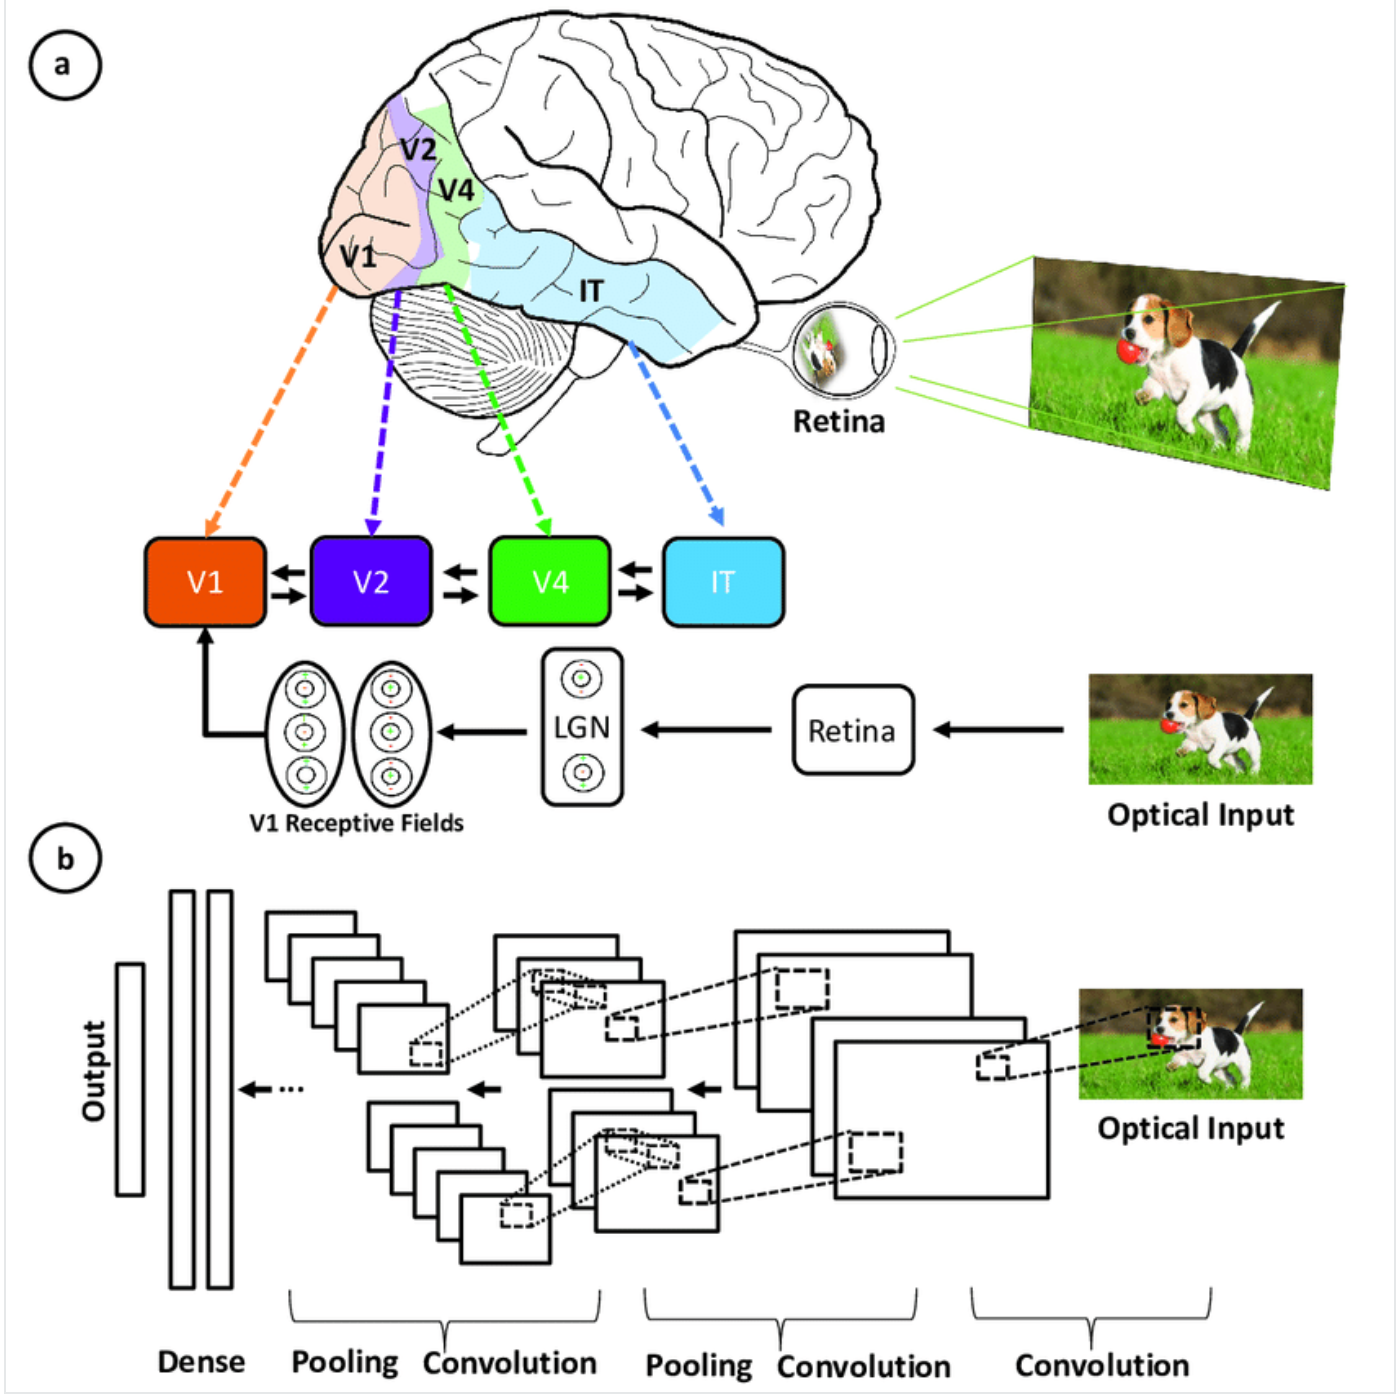 a
V2
V4
V1
IT
Retina
V1
V2
V4
IT
LGN
Retina
V1 Receptive Fields
Optical Input
b
Output
...
Optical Input
Dense
Pooling
Convolution
Pooling
Convolution
Convolution